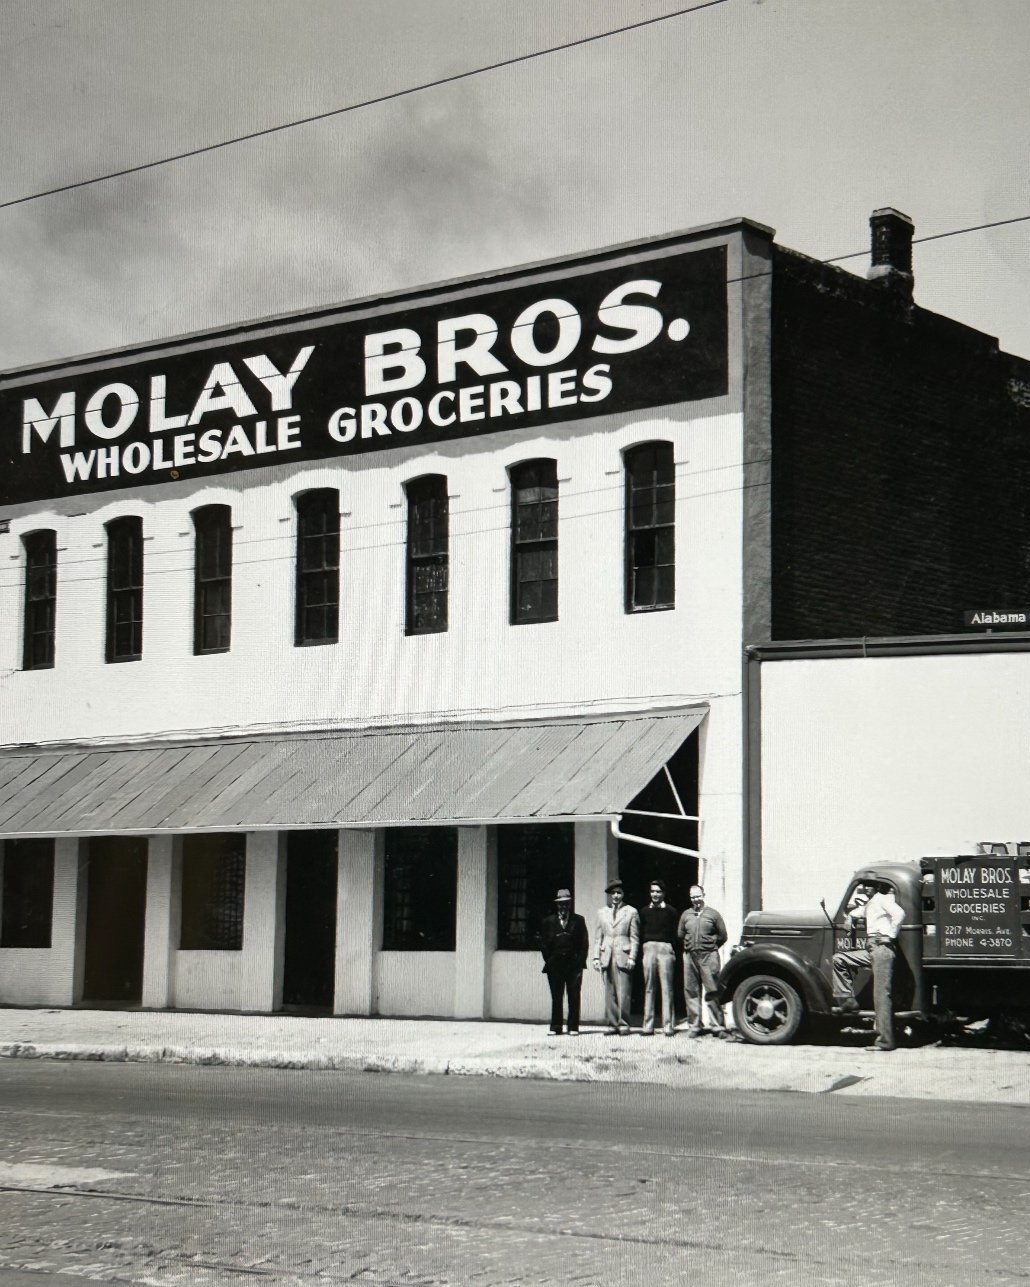 MOLAY BROS.
WHOLESALE GROCERIES
Alabama
MOLAY BROS.
WHOLESALE
GROCERIES
INC.
2217 MORRIS AVE.
PHONE 4-3870
MOLAY